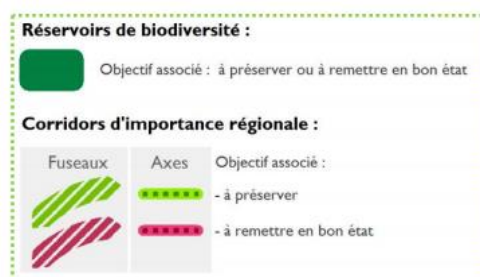 Réservoirs de biodiversité :
Objectif associé : à préserver ou à remettre en bon état
Corridors d'importance régionale :
Fuseaux Axes Objectif associé :
- à préserver
- à remettre en bon état